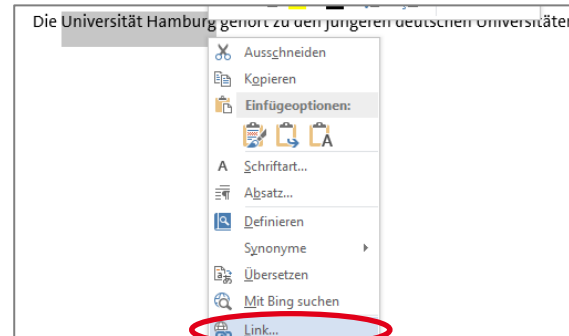 Die Universität Hamburg gehört zu den jüngeren deutschen Universitäten
Ausschneiden
Kopieren
Einfügeoptionen:
A Schriftart...
Absatz...
Definieren
Synonyme
Übersetzen
Mit Bing suchen
Link...